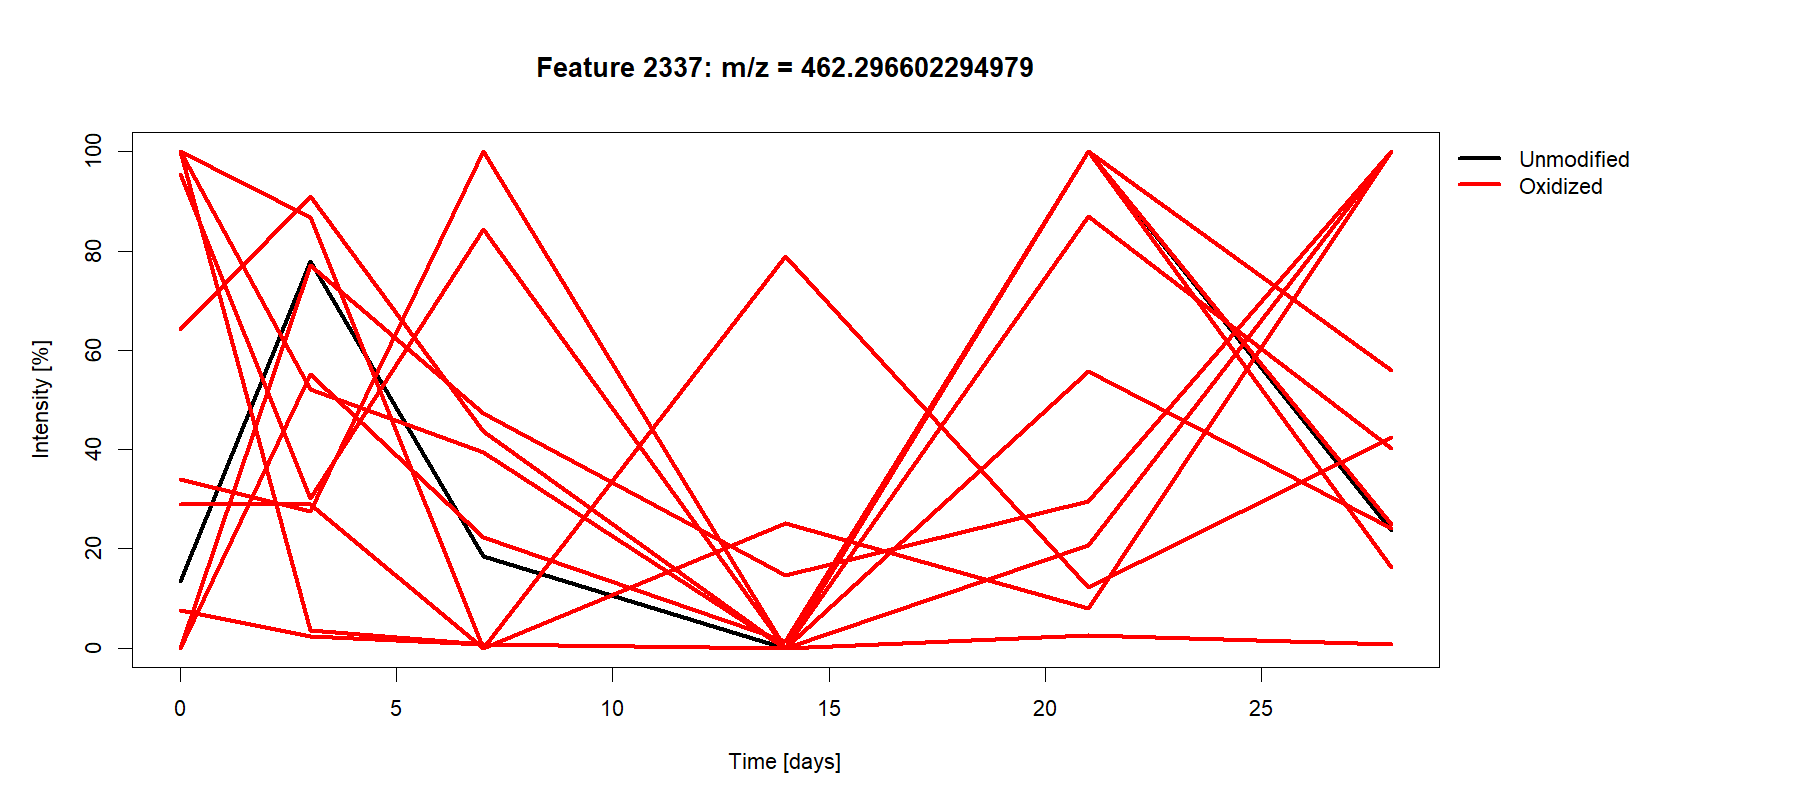 Feature 2337: m/z = 462.296602294979
Unmodified
Oxidized
Intensity [%]
100
80
60
40
20
0
0 5 10 15 20 25
Time [days]